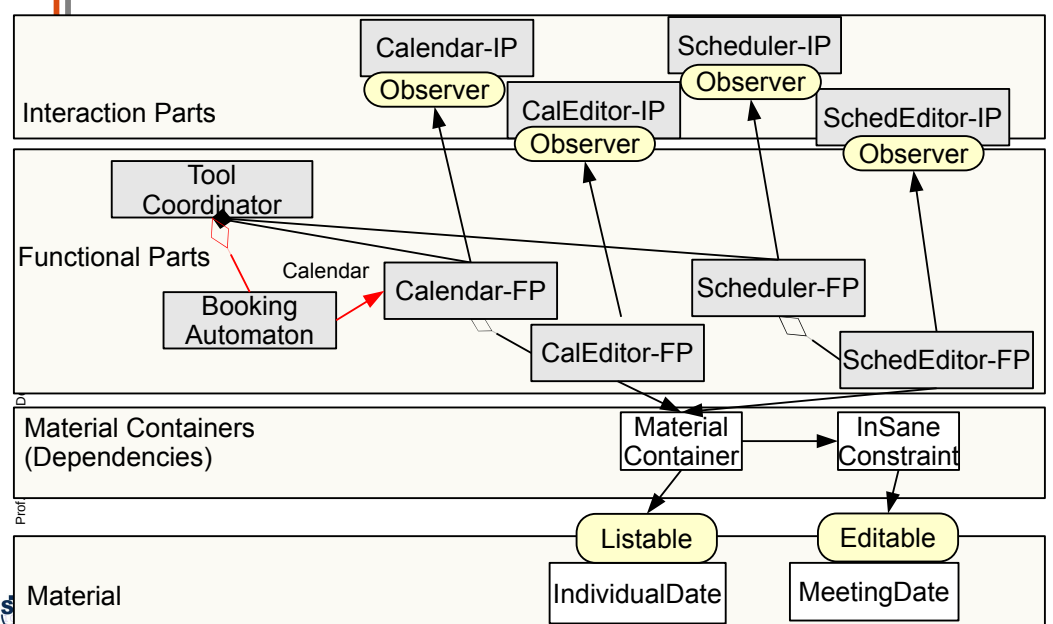 Calendar-IP
Scheduler-IP
Observer
Observer
CalEditor-IP
SchedEditor-IP
Interaction Parts
Observer
Observer
Tool
Coordinator
Functional Parts
Calendar
Calendar-FP
Scheduler-FP
Booking
Automaton
CalEditor-FP
SchedEditor-FP
Material Containers
(Dependencies)
Material
Container
InSane
Constraint
Prof.
Listable
Editable
Material
IndividualDate
MeetingDate